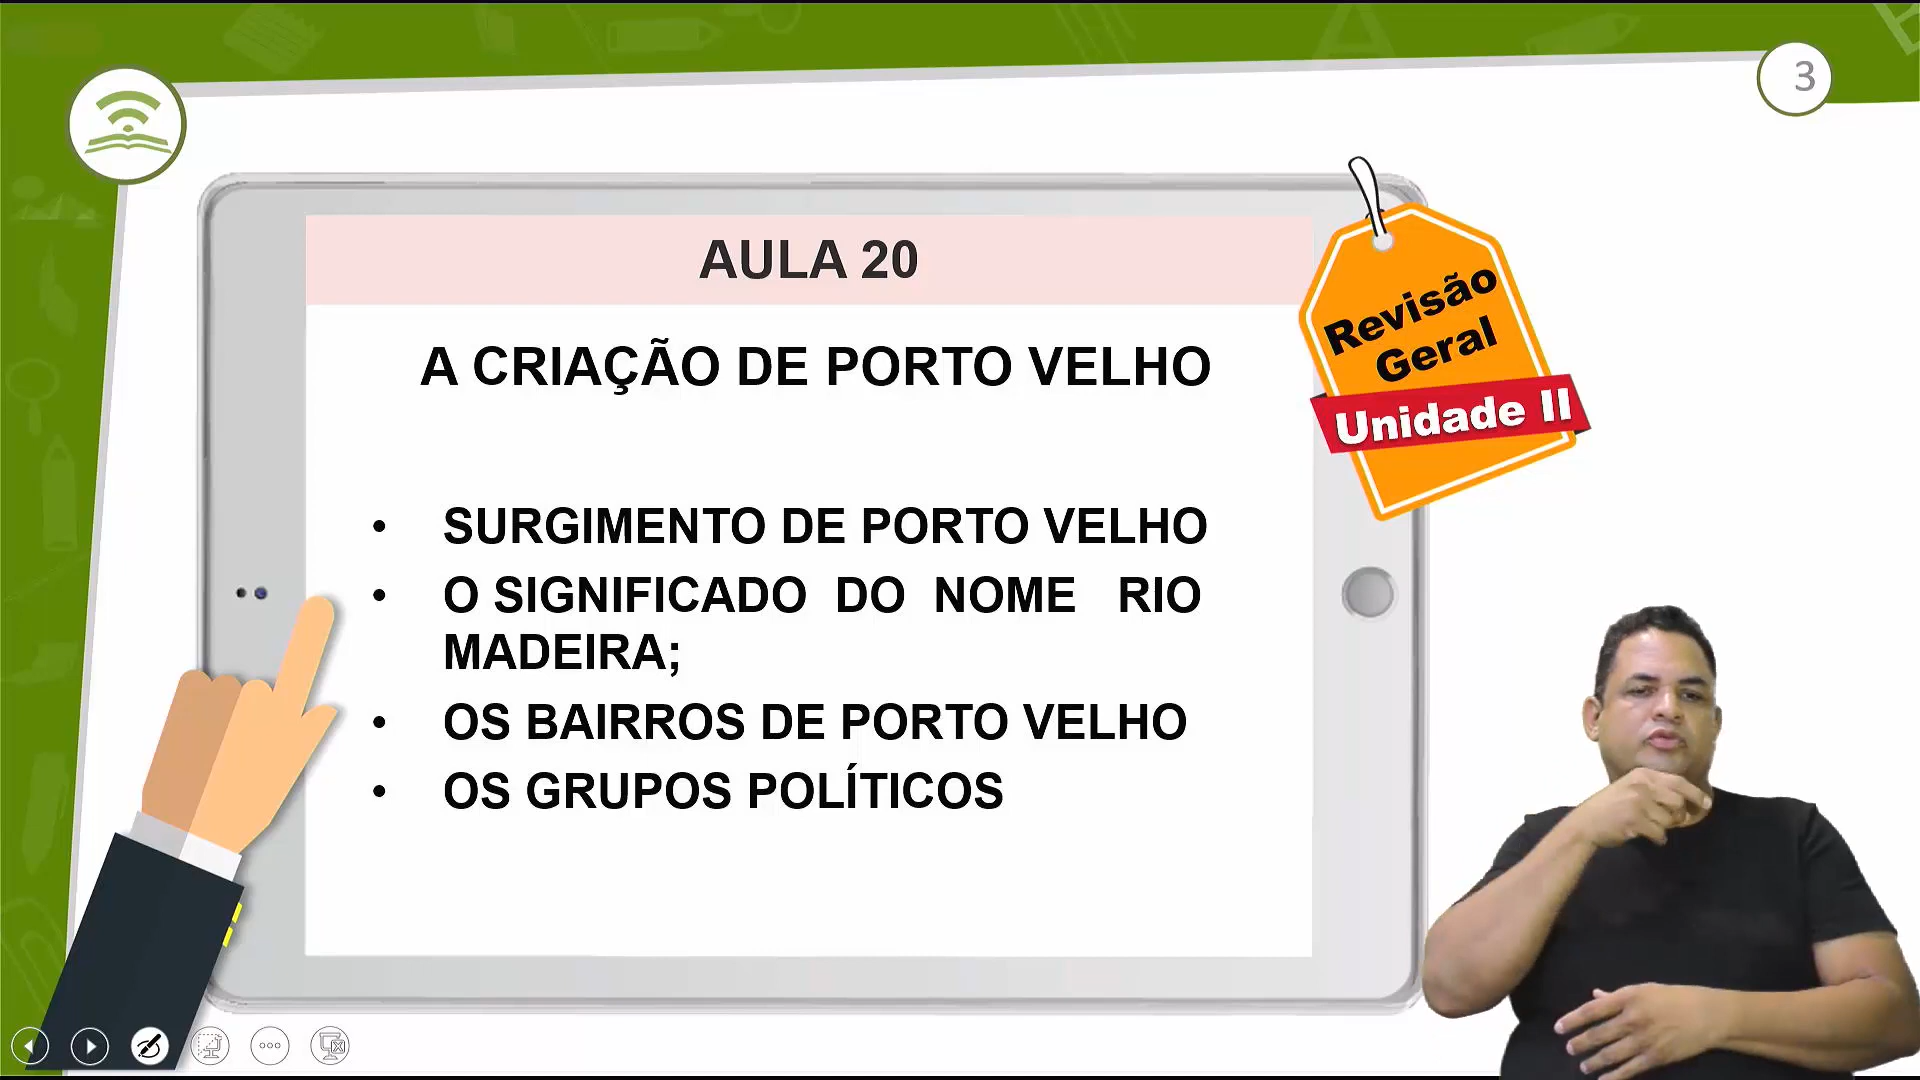 3
AULA 20
Revisão
Geral
Unidade II
A CRIAÇÃO DE PORTO VELHO
• SURGIMENTO DE PORTO VELHO
• O SIGNIFICADO DO NOME RIO
MADEIRA;
• OS BAIRROS DE PORTO VELHO
• OS GRUPOS POLÍTICOS